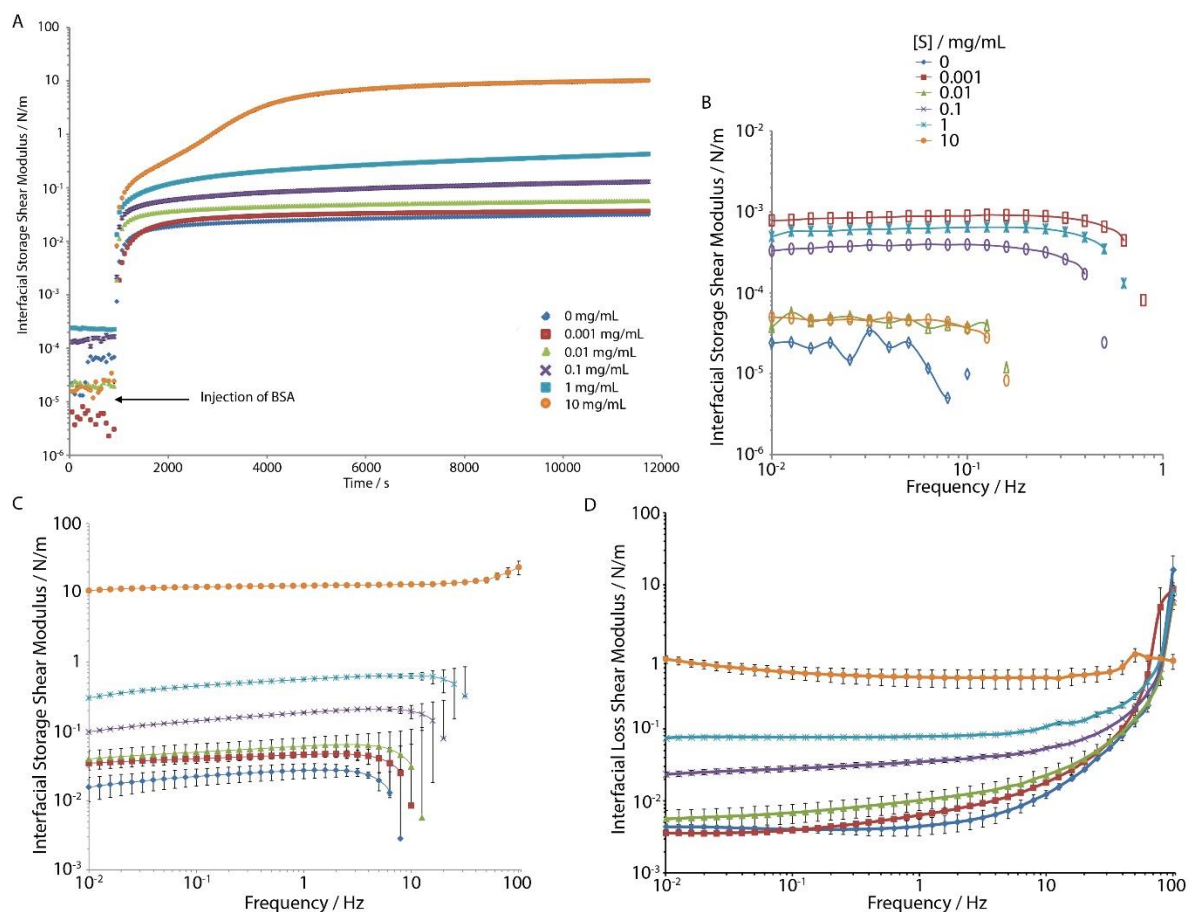 A
Interfacial Storage Shear Modulus / N/m
100
10
1
10-1
10-2
10-3
10-4
10-5
10-6
0
2000
4000
6000
8000
10000
12000
Time / s
Injection of BSA
0 mg/mL
0.001 mg/mL
0.01 mg/mL
0.1 mg/mL
1 mg/mL
10 mg/mL
[S] / mg/mL
0
0.001
0.01
0.1
1
10
B
Interfacial Storage Shear Modulus / N/m
10-2
10-3
10-4
10-5
10-6
10-2
10-1
1
Frequency / Hz
C
Interfacial Storage Shear Modulus / N/m
100
10
1
10-1
10-2
10-3
10-2
10-1
1
10
100
Frequency / Hz
D
Interfacial Loss Shear Modulus / N/m
100
10
1
10-1
10-2
10-3
10-2
10-1
1
10
100
Frequency / Hz